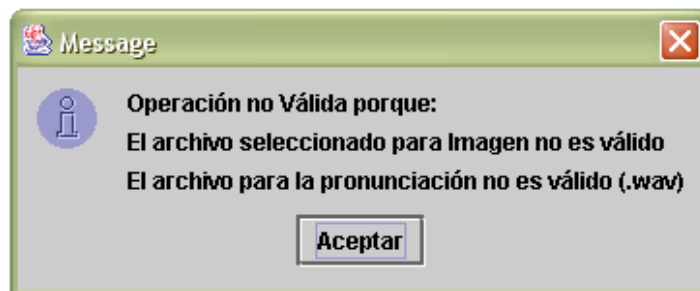 Message
Operación no Válida porque:
El archivo seleccionado para Imagen no es válido
El archivo para la pronunciación no es válido (.wav)
Aceptar